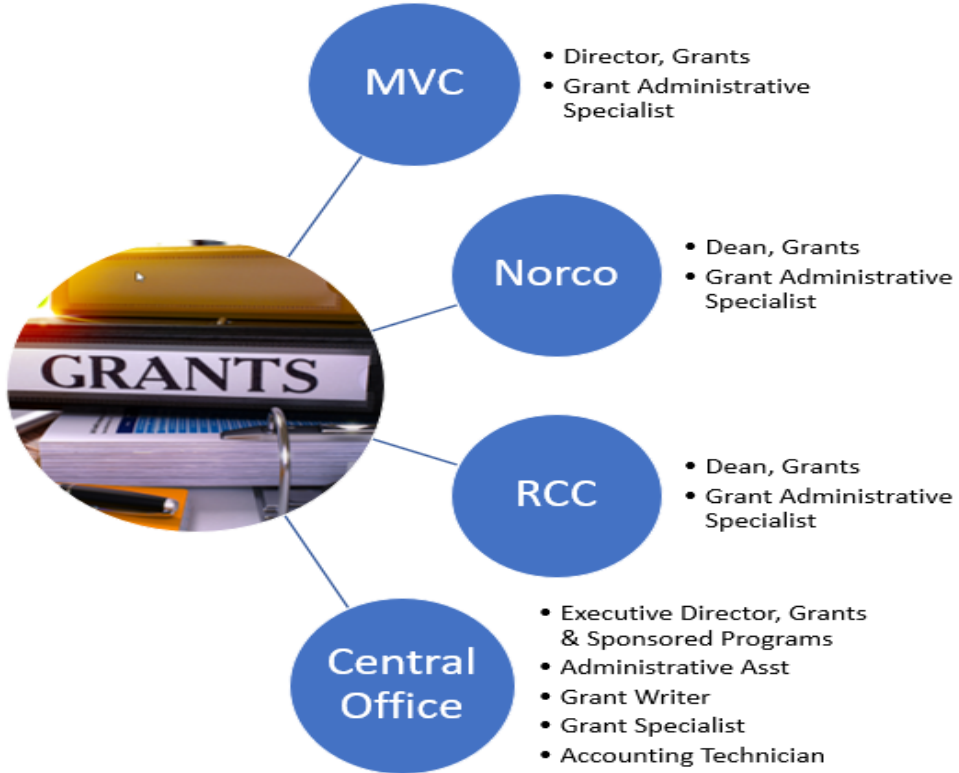 MVC
• Director, Grants
• Grant Administrative
Specialist
Norco
• Dean, Grants
• Grant Administrative
Specialist
GRANTS
RCC
• Dean, Grants
• Grant Administrative
Specialist
Central
Office
• Executive Director, Grants
& Sponsored Programs
• Administrative Asst
• Grant Writer
• Grant Specialist
• Accounting Technician